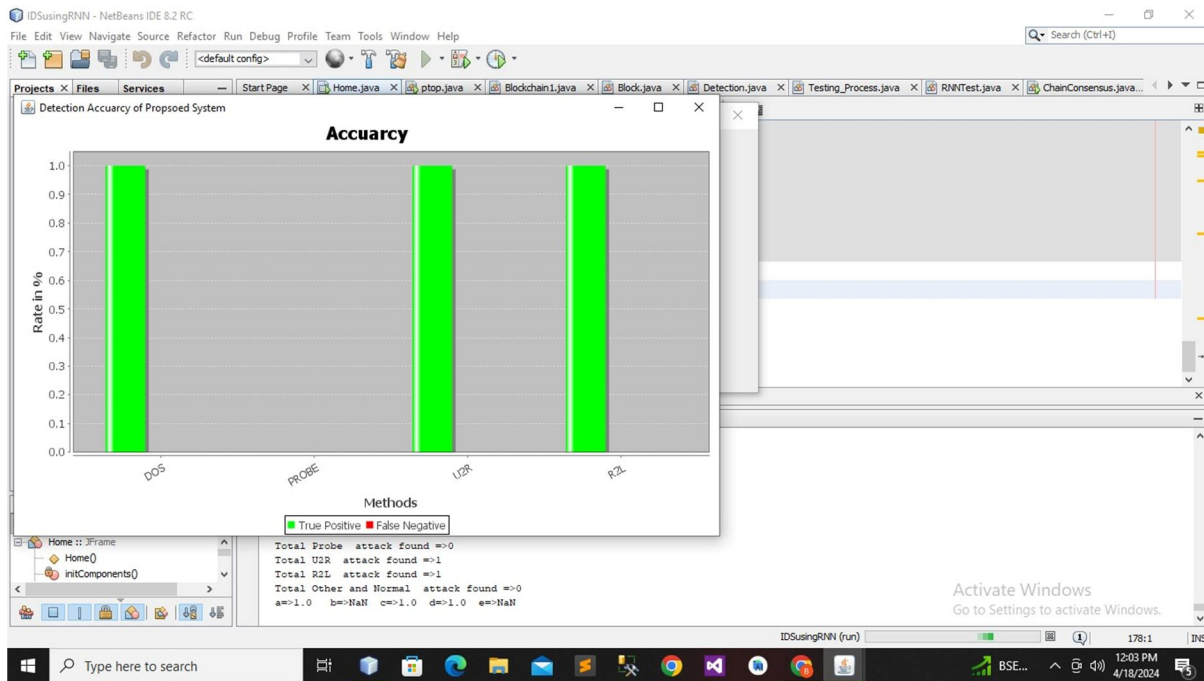 IDSusingRNN - NetBeans IDE 8.2 RC
File Edit View Navigate Source Refactor Run Debug Profile Team Tools Window Help
Search (Ctrl+I)
<default config>
Projects Files Services
Start Page Home.java ptop.java Blockchain1.java Block.java Detection.java Testing_Process.java RNNTest.java ChainConsensus.java...
Detection Accuarcy of Propsoed System
Accuarcy
1.0
0.9
0.8
0.7
0.6
0.5
0.4
0.3
0.2
0.1
0.0
Rate in %
DOS PROBE U2R R2L
Methods
True Positive False Negative
Home :: JFrame
Home()
initComponents()
Total Probe attack found =>0
Total U2R attack found =>1
Total R2L attack found =>1
Total Other and Normal attack found =>0
a=>1.0 b=>NaN c=>1.0 d=>1.0 e=>NaN
Activate Windows
Go to Settings to activate Windows.
IDSusingRNN (run)
1
178:1
INS
Type here to search
BSE...
12:03 PM
4/18/2024
5